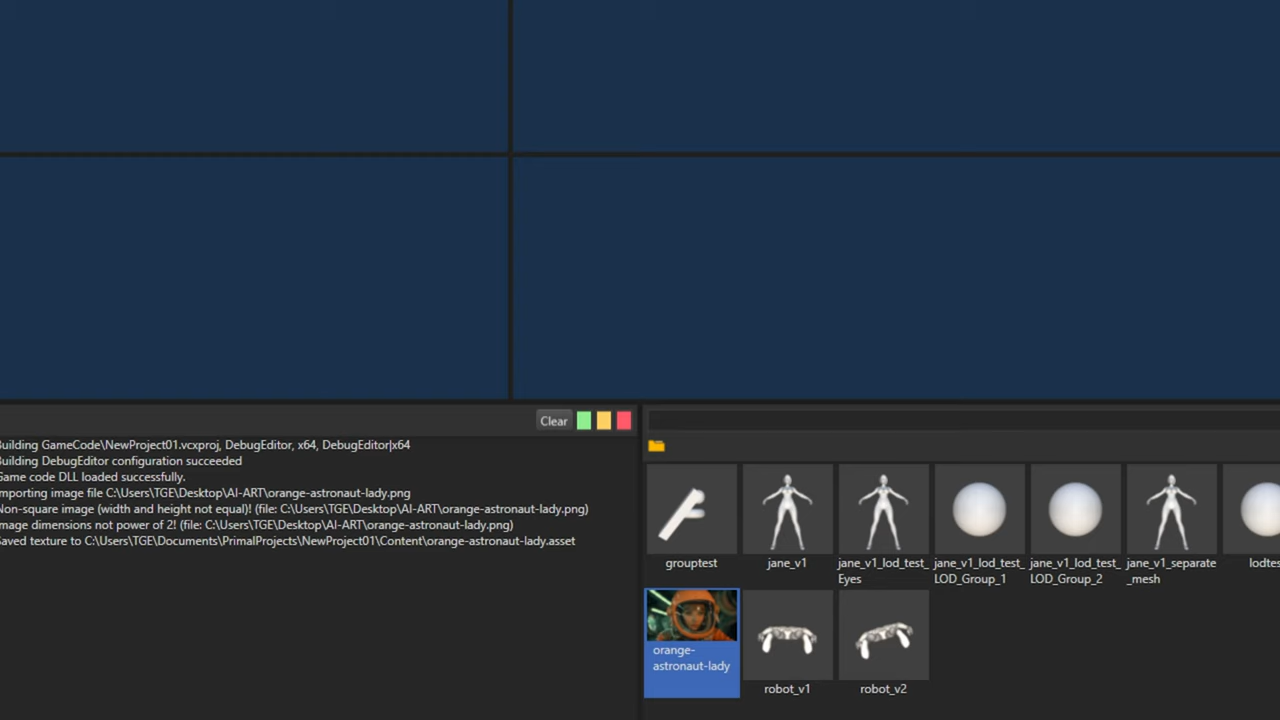 Clear
Building GameCode\NewProject01.vcxproj, DebugEditor, x64, DebugEditor|x64
Building DebugEditor configuration succeeded
Game code DLL loaded successfully.
mporting image file C:\Users\TGE\Desktop\AI-ART\orange-astronaut-lady.png
Non-square image (width and height not equal)! (file: C:\Users\TGE\Desktop\AI-ART\orange-astronaut-lady.png)
mage dimensions not power of 2! (file: C:\Users\TGE\Desktop\AI-ART\orange-astronaut-lady.png)
Saved texture to C:\Users\TGE\Documents\PrimalProjects\NewProject01\Content\orange-astronaut-lady.asset
grouptest
jane_v1
jane_v1_lod_test_
Eyes
jane_v1_lod_test_
LOD_Group_1
jane_v1_lod_test_
LOD_Group_2
jane_v1_separate
_mesh
lodtes
orange-
astronaut-lady
robot_v1
robot_v2